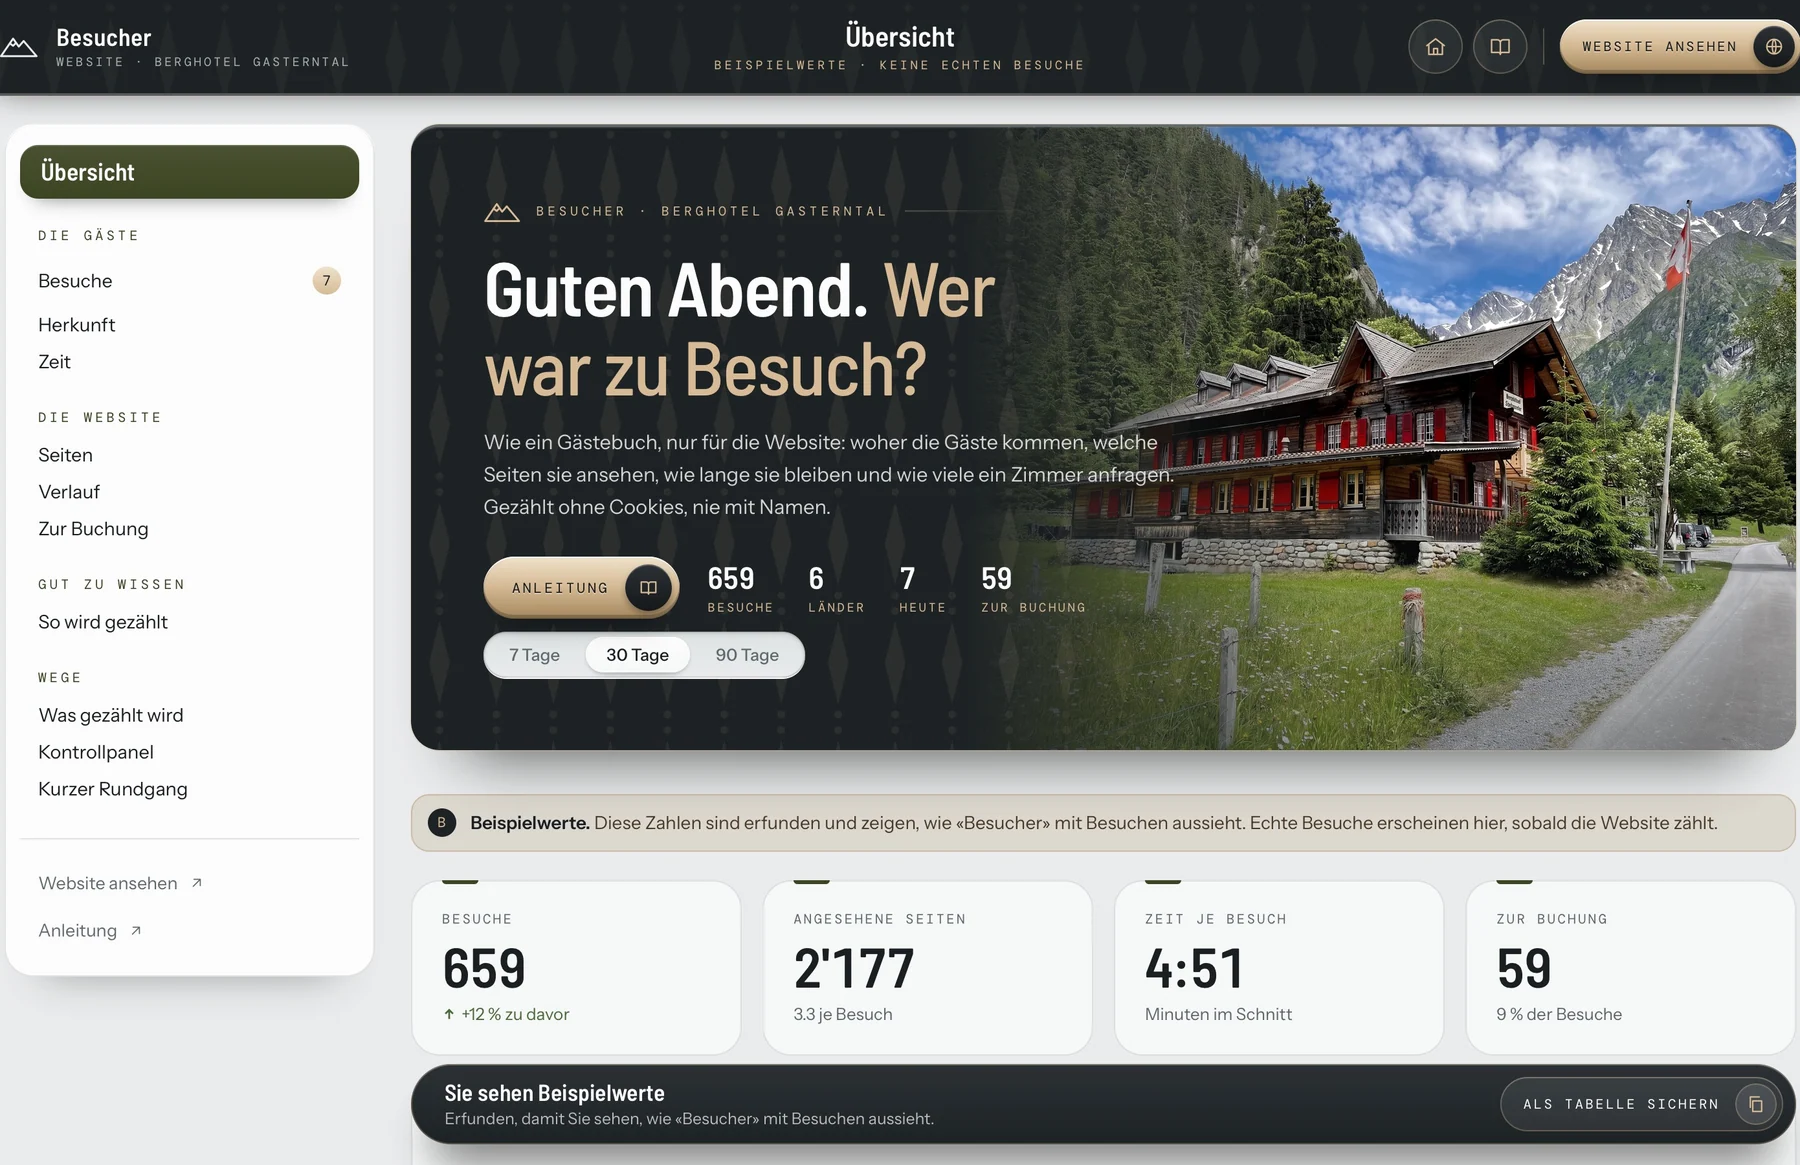 Besucher
WEBSITE · BERGHOTEL GASTERNTAL
Übersicht
BEISPIELWERTE · KEINE ECHTEN BESUCHE
WEBSITE ANSEHEN
Übersicht
DIE GÄSTE
Besuche 7
Herkunft
Zeit
DIE WEBSITE
Seiten
Verlauf
Zur Buchung
GUT ZU WISSEN
So wird gezählt
WEGE
Was gezählt wird
Kontrollpanel
Kurzer Rundgang
Website ansehen ↗
Anleitung ↗
BESUCHER · BERGHOTEL GASTERNTAL
Guten Abend. Wer
war zu Besuch?
Wie ein Gästebuch, nur für die Website: woher die Gäste kommen, welche
Seiten sie ansehen, wie lange sie bleiben und wie viele ein Zimmer anfragen.
Gezählt ohne Cookies, nie mit Namen.
ANLEITUNG
659 6 7 59
BESUCHE LÄNDER HEUTE ZUR BUCHUNG
7 Tage 30 Tage 90 Tage
B Beispielwerte. Diese Zahlen sind erfunden und zeigen, wie «Besucher» mit Besuchen aussieht. Echte Besuche erscheinen hier, sobald die Website zählt.
BESUCHE
659
↑ +12 % zu davor
ANGESEHENE SEITEN
2'177
3.3 je Besuch
ZEIT JE BESUCH
4:51
Minuten im Schnitt
ZUR BUCHUNG
59
9 % der Besuche
Sie sehen Beispielwerte
Erfunden, damit Sie sehen, wie «Besucher» mit Besuchen aussieht.
ALS TABELLE SICHERN